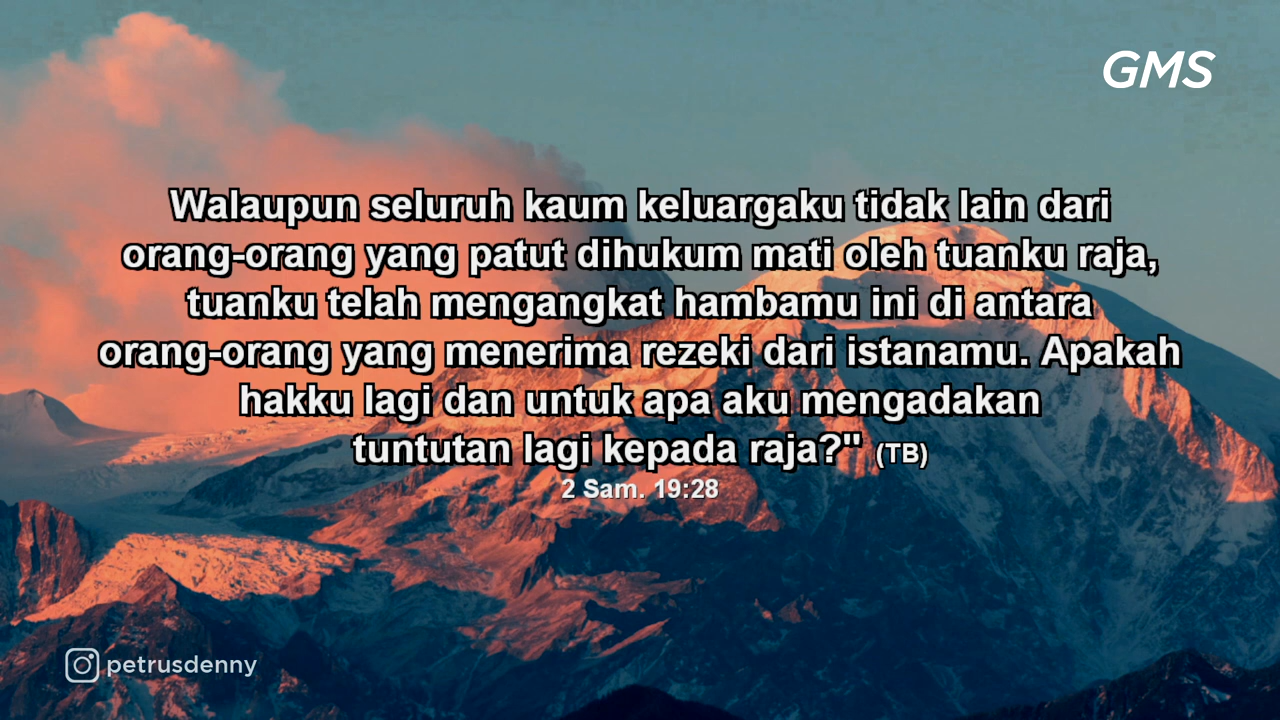 GMS
Walaupun seluruh kaum keluargaku tidak lain dari
orang-orang yang patut dihukum mati oleh tuanku raja,
tuanku telah mengangkat hambamu ini di antara
orang-orang yang menerima rezeki dari istanamu. Apakah
hakku lagi dan untuk apa aku mengadakan
tuntutan lagi kepada raja?" (TB)
2 Sam. 19:28
petrusdenny